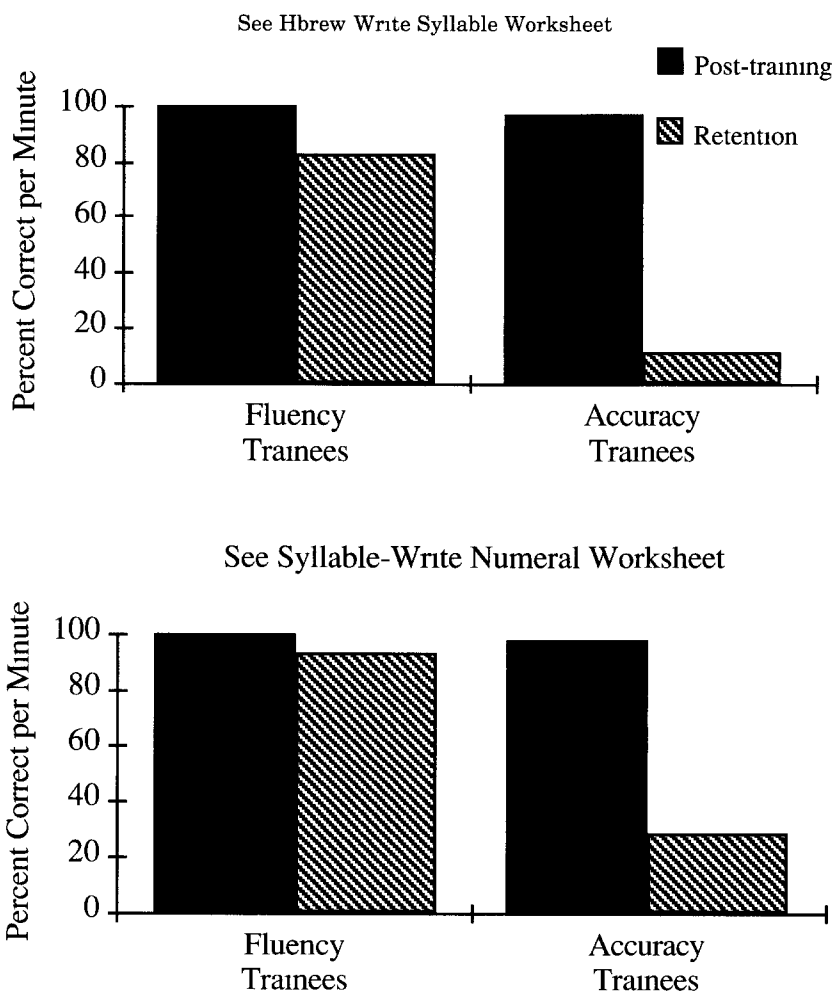 See Hbrew Write Syllable Worksheet
Post-training
Retention
Percent Correct per Minute
100
80
60
40
20
0
Fluency
Trainees
Accuracy
Trainees
See Syllable-Write Numeral Worksheet
Percent Correct per Minute
100
80
60
40
20
0
Fluency
Trainees
Accuracy
Trainees